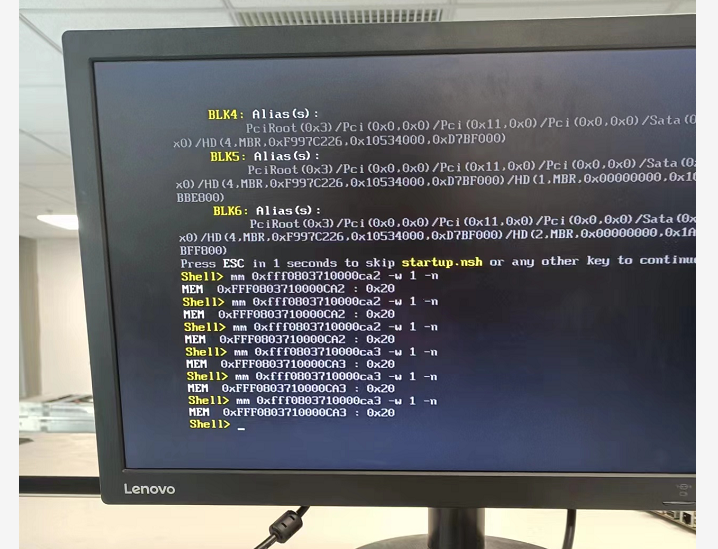 BLK4: Alias(s):
PciRoot(0x3)/Pci(0x0,0x0)/Pci(0x11,0x0)/Pci(0x0,0x0)/Sata(0
x0)/HD(4,MBR,0xF997C226,0x10534000,0xD7BF000)
BLK5: Alias(s):
PciRoot(0x3)/Pci(0x0,0x0)/Pci(0x11,0x0)/Pci(0x0,0x0)/Sata(0
x0)/HD(4,MBR,0xF997C226,0x10534000,0xD7BF000)/HD(1,MBR,0x00000000,0x10
BBE800)
BLK6: Alias(s):
PciRoot(0x3)/Pci(0x0,0x0)/Pci(0x11,0x0)/Pci(0x0,0x0)/Sata(0x
x0)/HD(4,MBR,0xF997C226,0x10534000,0xD7BF000)/HD(2,MBR,0x00000000,0x1A
BFF800)
Press ESC in 1 seconds to skip startup.nsh or any other key to continu
Shell> mm 0xfff0803710000ca2 -w 1 -n
MEM 0xFFF0803710000CA2 : 0x20
Shell> mm 0xfff0803710000ca2 -w 1 -n
MEM 0xFFF0803710000CA2 : 0x20
Shell> mm 0xfff0803710000ca2 -w 1 -n
MEM 0xFFF0803710000CA2 : 0x20
Shell> mm 0xfff0803710000ca3 -w 1 -n
MEM 0xFFF0803710000CA3 : 0x20
Shell> mm 0xfff0803710000ca3 -w 1 -n
MEM 0xFFF0803710000CA3 : 0x20
Shell> mm 0xfff0803710000ca3 -w 1 -n
MEM 0xFFF0803710000CA3 : 0x20
Shell> _
Lenovo